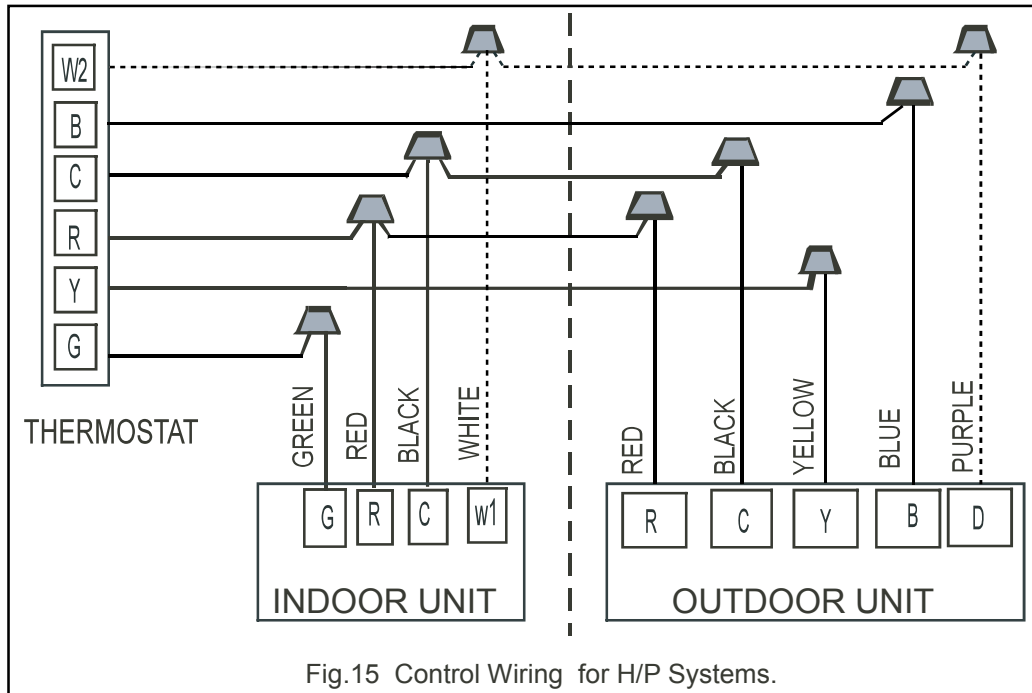 W2
B
C
R
Y
G
THERMOSTAT
GREEN
RED
BLACK
WHITE
RED
BLACK
YELLOW
BLUE
PURPLE
G R C w1
INDOOR UNIT
R C Y B D
OUTDOOR UNIT
Fig.15 Control Wiring for H/P Systems.